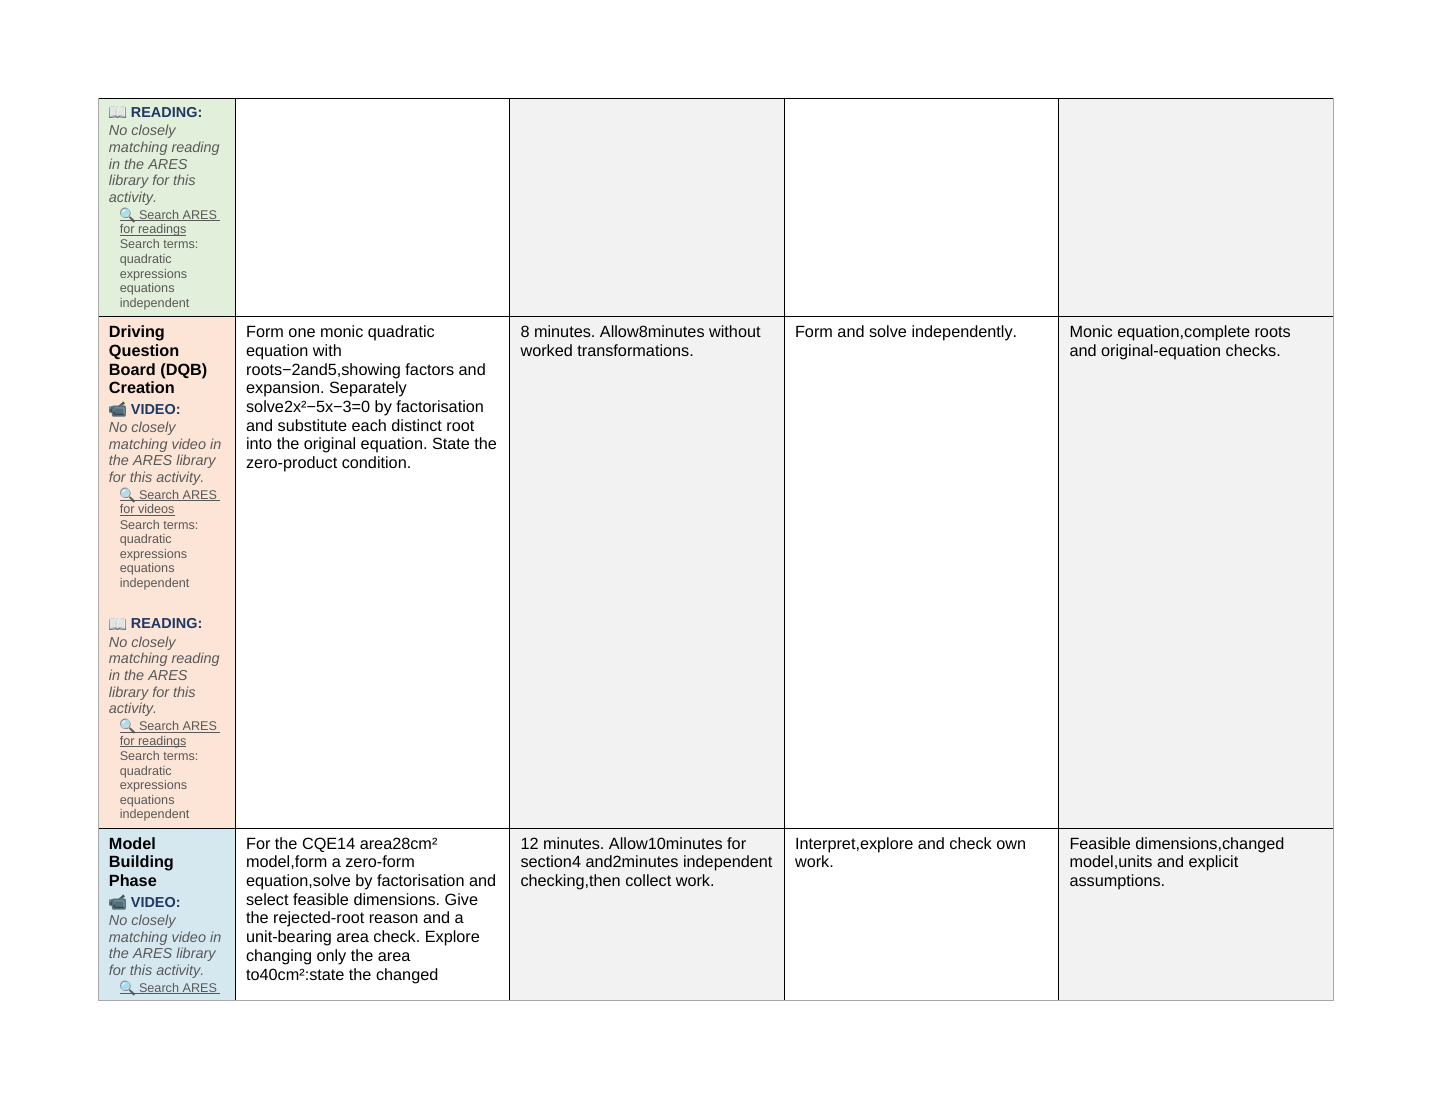 📖 READING:
No closely
matching reading
in the ARES
library for this
activity.
🔍 Search ARES
for readings
Search terms:
quadratic
expressions
equations
independent
Driving
Question
Board (DQB)
Creation
📹 VIDEO:
No closely
matching video in
the ARES library
for this activity.
🔍 Search ARES
for videos
Search terms:
quadratic
expressions
equations
independent
📖 READING:
No closely
matching reading
in the ARES
library for this
activity.
🔍 Search ARES
for readings
Search terms:
quadratic
expressions
equations
independent
Form one monic quadratic
equation with
roots−2and5,showing factors and
expansion. Separately
solve2x²−5x−3=0 by factorisation
and substitute each distinct root
into the original equation. State the
zero-product condition.
8 minutes. Allow8minutes without
worked transformations.
Form and solve independently.
Monic equation,complete roots
and original-equation checks.
Model
Building
Phase
📹 VIDEO:
No closely
matching video in
the ARES library
for this activity.
🔍 Search ARES
For the CQE14 area28cm²
model,form a zero-form
equation,solve by factorisation and
select feasible dimensions. Give
the rejected-root reason and a
unit-bearing area check. Explore
changing only the area
to40cm²:state the changed
12 minutes. Allow10minutes for
section4 and2minutes independent
checking,then collect work.
Interpret,explore and check own
work.
Feasible dimensions,changed
model,units and explicit
assumptions.